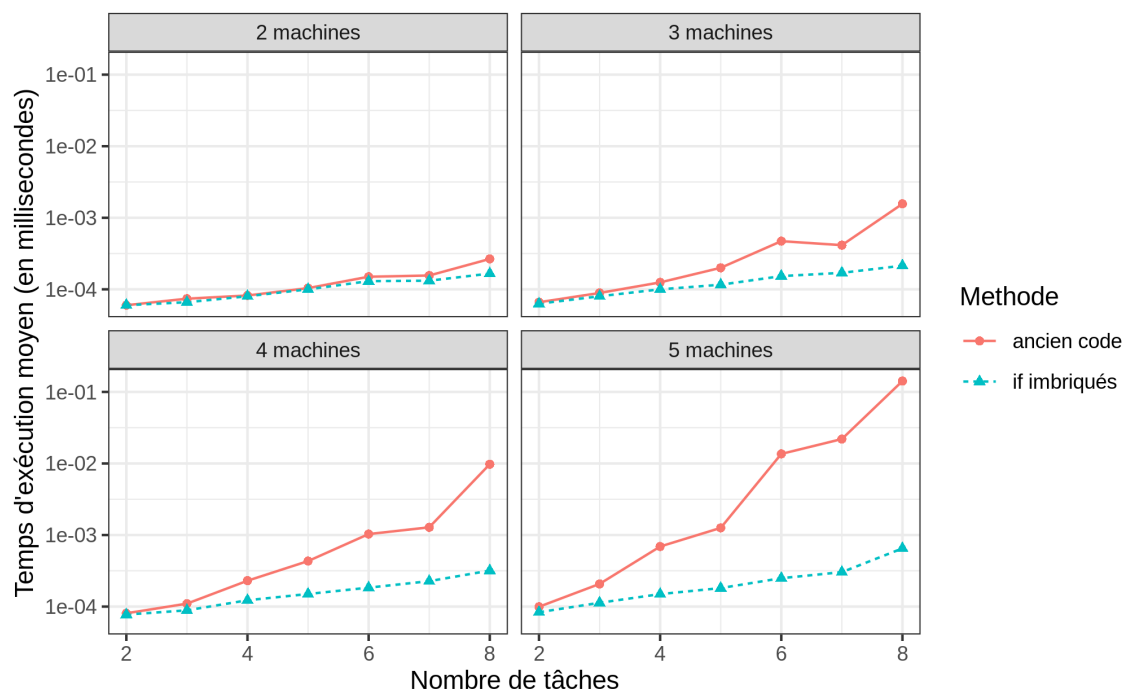 2 machines
3 machines
1e-01
1e-02
1e-03
1e-04
4 machines
5 machines
1e-01
1e-02
1e-03
1e-04
2 4 6 8
2 4 6 8
Nombre de tâches
Temps d'exécution moyen (en millisecondes)
Methode
ancien code
if imbriqués